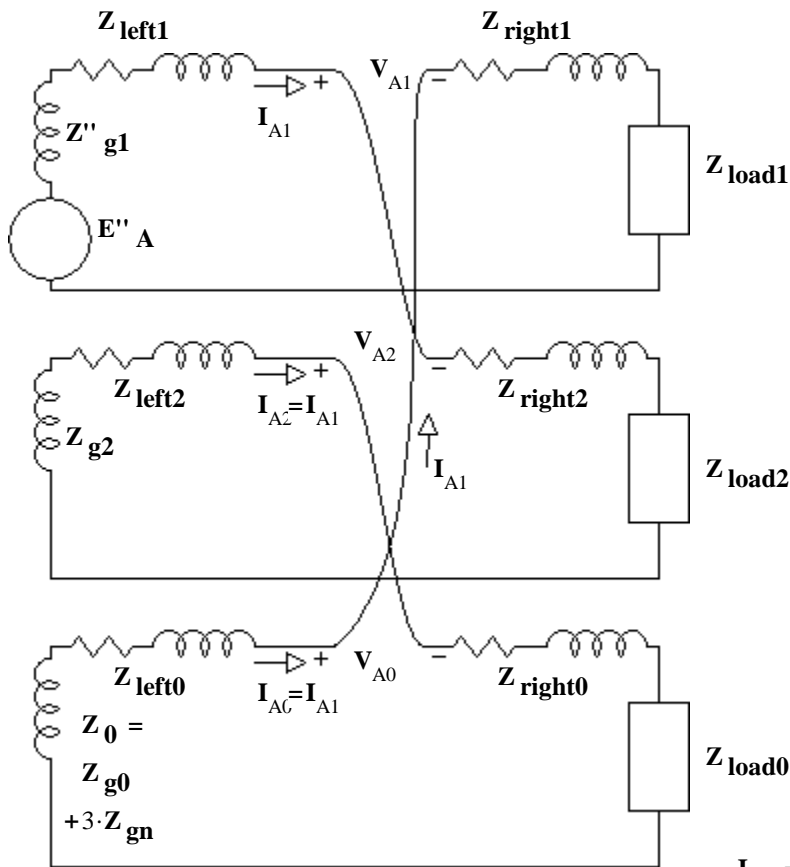 Z left1
Z right1
V A1
Z" g1
I A1
Z load1
E" A
V A2
Z left2
Z right2
I A2=I A1
Z g2
I A1
Z load2
Z left0
V A0
Z right0
I A0=I A1
Z 0 =
Z g0
+3·Z gn
Z load0